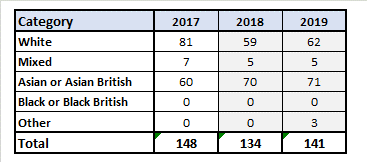 Category 2017 2018 2019
White 81 59 62
Mixed 7 5 5
Asian or Asian British 60 70 71
Black or Black British 0 0 0
Other 0 0 3
Total 148 134 141